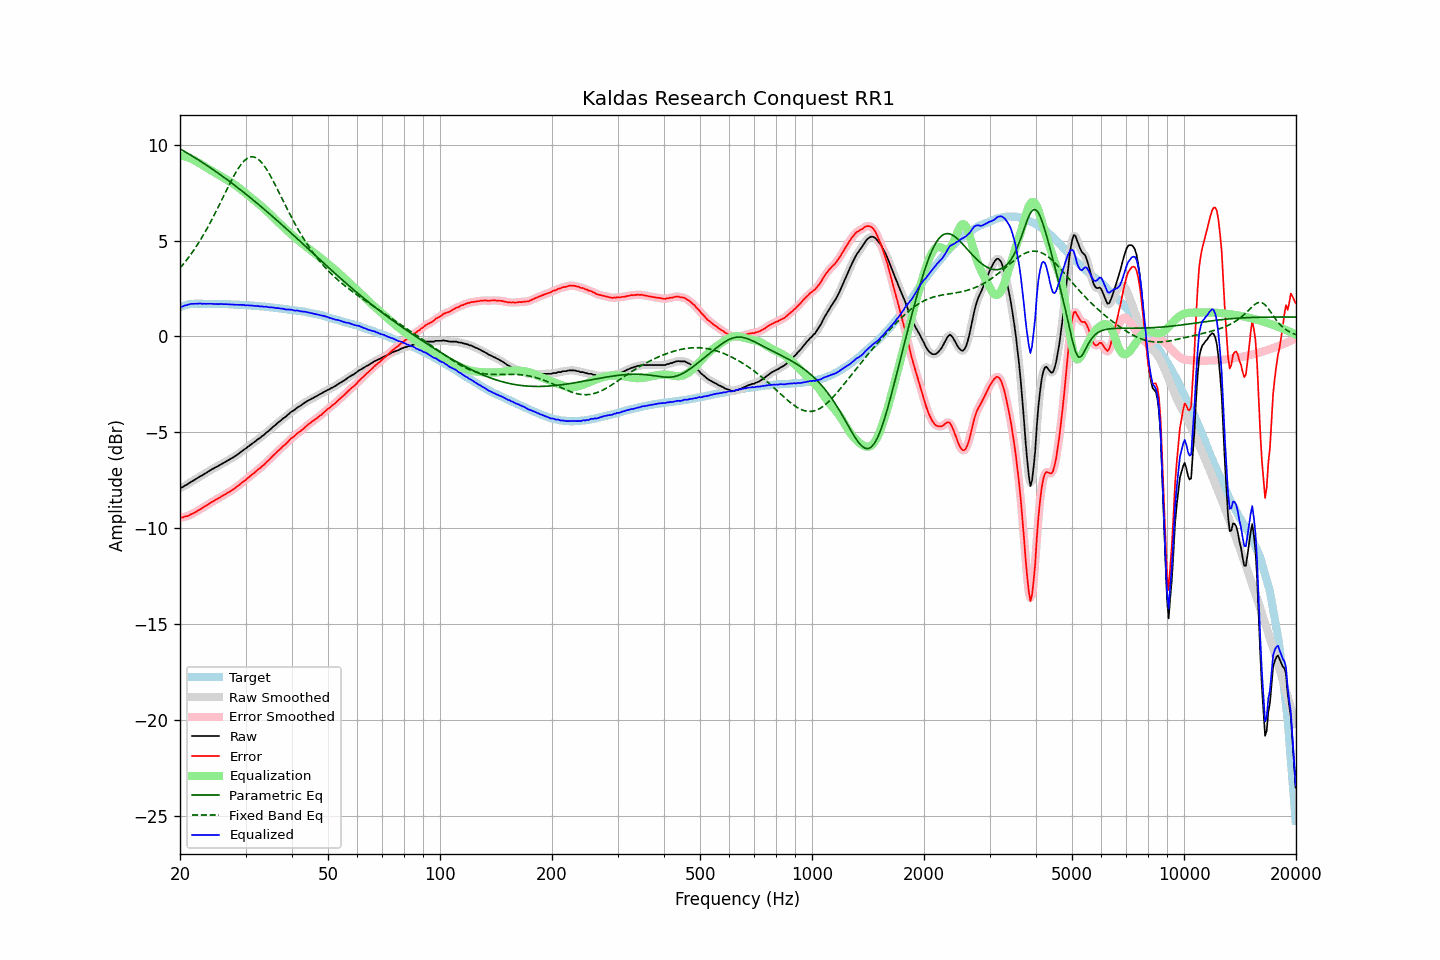 Kaldas Research Conquest RR1
10
5
0
−5
−10
−15
−20
−25
Amplitude (dBr)
Target
Raw Smoothed
Error Smoothed
Raw
Error
Equalization
Parametric Eq
Fixed Band Eq
Equalized
20 50 100 200 500 1000 2000 5000 10000 20000
Frequency (Hz)